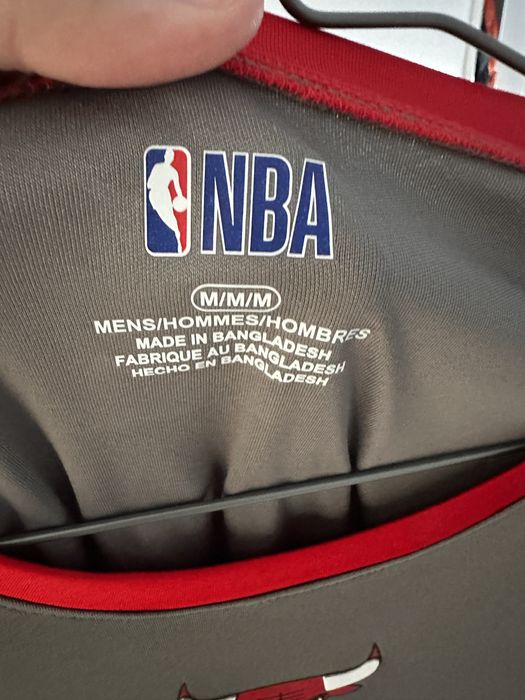 NBA
M/M/M
MENS/HOMMES/HOMBRES
MADE IN BANGLADESH
FABRIQUE AU BANGLADESH
HECHO EN BANGLADESH